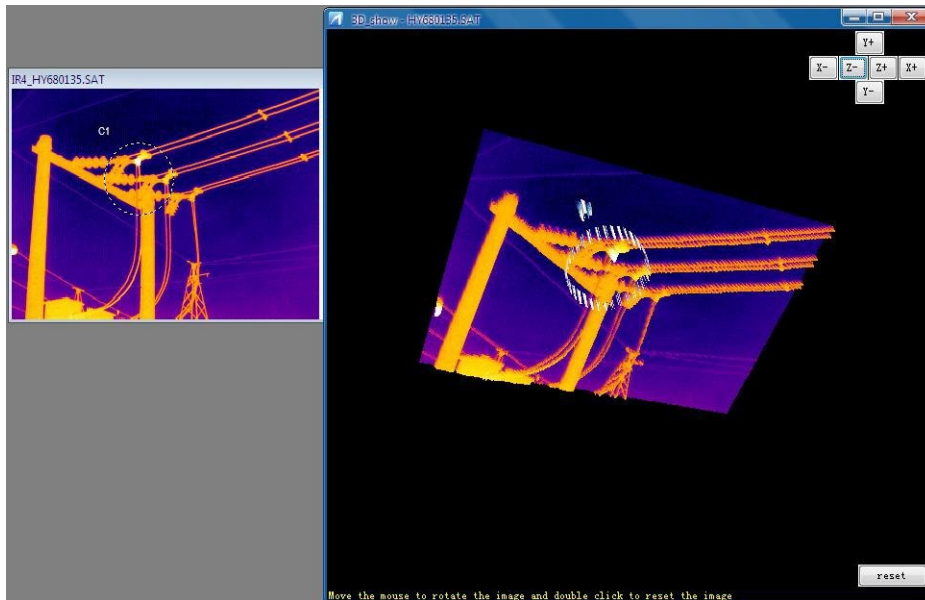 3D_show - HY680135.SAT
Y+
X-
Z-
Z+
X+
Y-
IR4_HY680135.SAT
C1
reset
Move the mouse to rotate the image and double click to reset the image